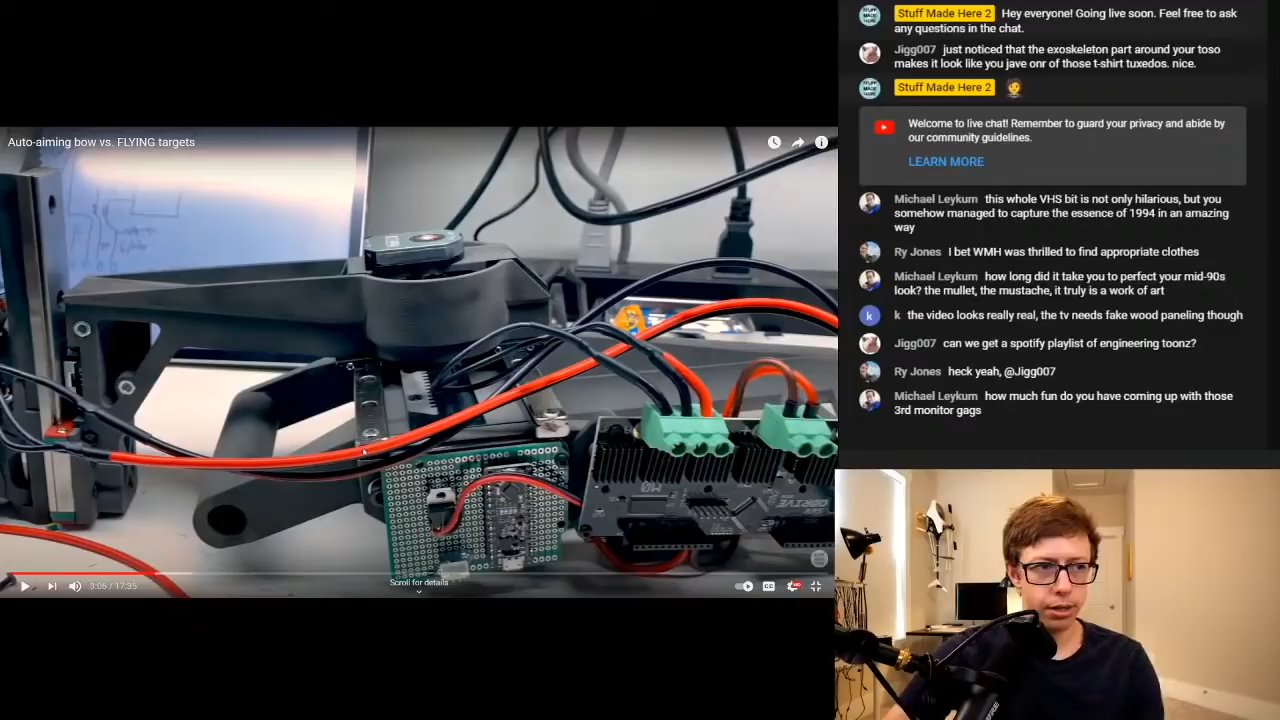 Auto-aiming bow vs. FLYING targets
3:06 / 17:35
Scroll for details
CC
HD
Stuff Made Here 2 Hey everyone! Going live soon. Feel free to ask
any questions in the chat.
Jigg007 just noticed that the exoskeleton part around your toso
makes it look like you jave onr of those t-shirt tuxedos. nice.
Stuff Made Here 2
Welcome to live chat! Remember to guard your privacy and abide by
our community guidelines.
LEARN MORE
Michael Leykum this whole VHS bit is not only hilarious, but you
somehow managed to capture the essence of 1994 in an amazing
way
Ry Jones I bet WMH was thrilled to find appropriate clothes
Michael Leykum how long did it take you to perfect your mid-90s
look? the mullet, the mustache, it truly is a work of art
k k the video looks really real, the tv needs fake wood paneling though
Jigg007 can we get a spotify playlist of engineering toonz?
Ry Jones heck yeah, @Jigg007
Michael Leykum how much fun do you have coming up with those
3rd monitor gags
M0
ODRIVE